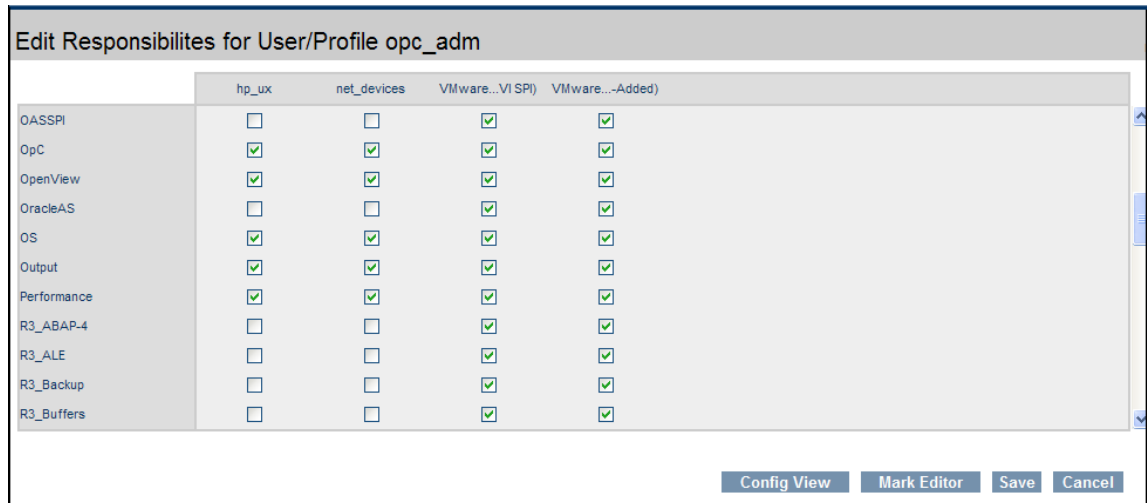 Edit Responsibilites for User/Profile opc_adm
hp_ux net_devices VMware...VI SPI) VMware...-Added)
OASSPI
OpC
OpenView
OracleAS
OS
Output
Performance
R3_ABAP-4
R3_ALE
R3_Backup
R3_Buffers
Config View Mark Editor Save Cancel